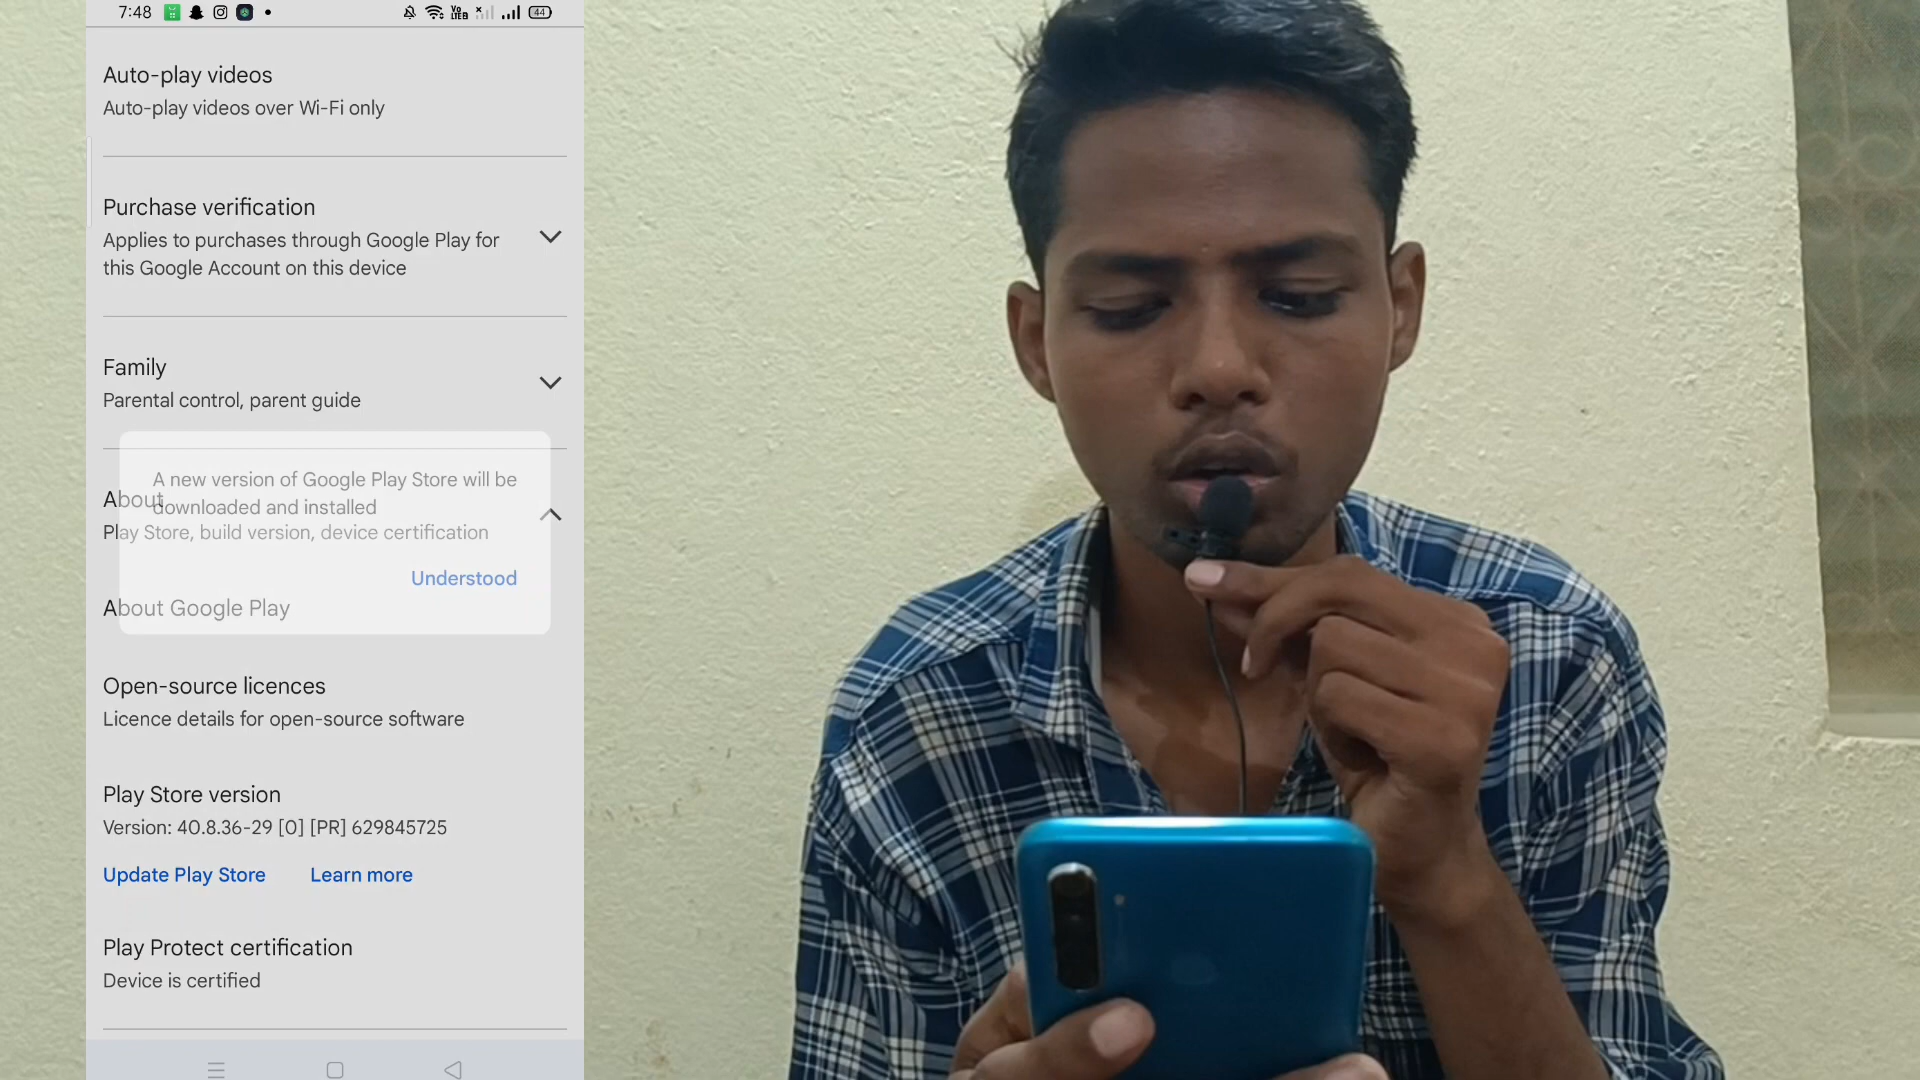 7:48
Vo
LTE
44
Auto-play videos
Auto-play videos over Wi-Fi only
Purchase verification
Applies to purchases through Google Play for
this Google Account on this device
Family
Parental control, parent guide
A new version of Google Play Store will be
downloaded and installed
Understood
About
Play Store, build version, device certification
About Google Play
Open-source licences
Licence details for open-source software
Play Store version
Version: 40.8.36-29 [0] [PR] 629845725
Update Play Store Learn more
Play Protect certification
Device is certified